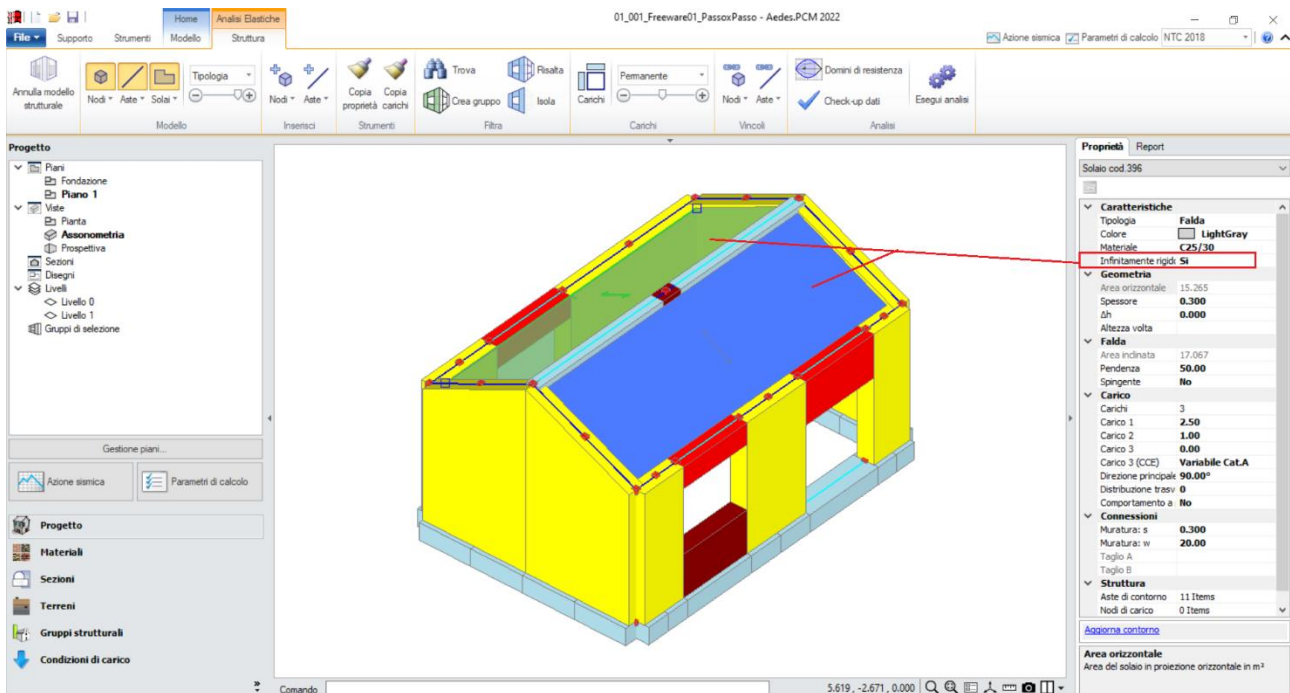 Home Analisi Elastiche
01_001_Freeware01_PassoxPasso - Aedes.PCM 2022
File Supporto Strumenti Modello Struttura
Azione sismica Parametri di calcolo NTC 2018
Annulla modello strutturale
Nodi Aste Solai
Tipologia
Modello
Nodi Aste
Inserisci
Copia proprietà
Copia carichi
Strumenti
Trova
Crea gruppo
Risalta
Isola
Filtra
Carichi
Permanente
Carichi
Nodi Aste
Vincoli
Domini di resistenza
Check-up dati
Esegui analisi
Analisi
Progetto
Piani
Fondazione
Piano 1
Viste
Pianta
Assonometria
Prospettiva
Sezioni
Disegni
Livelli
Livello 0
Livello 1
Gruppi di selezione
Gestione piani...
Azione sismica
Parametri di calcolo
Progetto
Materiali
Sezioni
Terreni
Gruppi strutturali
Condizioni di carico
Comando
5.619 , -2.671 , 0.000
Proprietà Report
Solaio cod.396
Caratteristiche
Tipologia Falda
Colore LightGray
Materiale C25/30
Infinitamente rigido Sì
Geometria
Area orizzontale 15.265
Spessore 0.300
Δh 0.000
Altezza volta
Falda
Area inclinata 17.067
Pendenza 50.00
Spingente No
Carico
Carichi 3
Carico 1 2.50
Carico 2 1.00
Carico 3 0.00
Carico 3 (CCE) Variabile Cat.A
Direzione principale 90.00°
Distribuzione trasv 0
Comportamento a No
Connessioni
Muratura: s 0.300
Muratura: w 20.00
Taglio A
Taglio B
Struttura
Aste di contorno 11 Items
Nodi di carico 0 Items
Aggiorna contorno
Area orizzontale
Area del solaio in proiezione orizzontale in m²